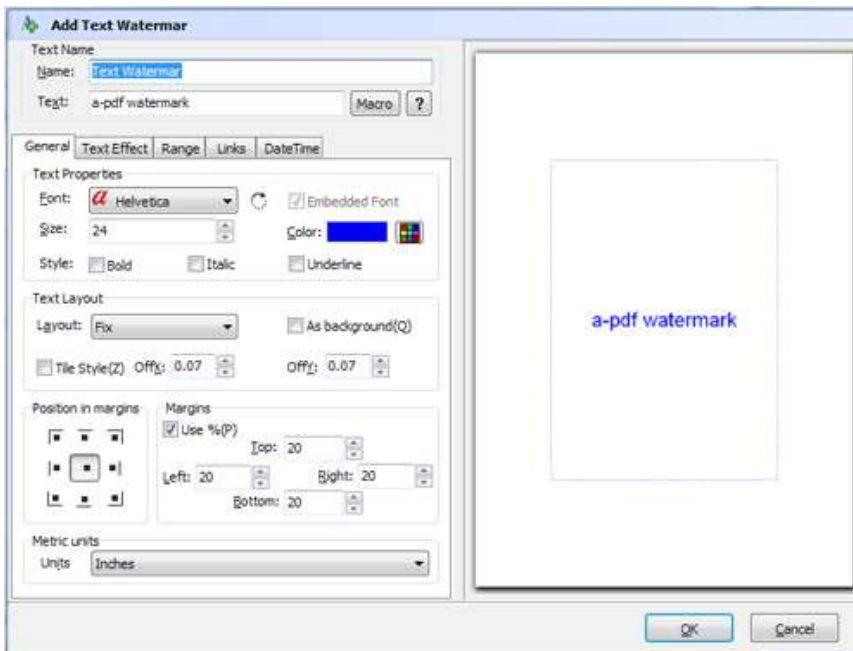 Add Text Watermar
Text Name
Name: Text Watermar
Text: a-pdf watermark Macro ?
General Text Effect Range Links DateTime
Text Properties
Font: a Helvetica Embedded Font
Size: 24 Color:
Style: Bold Italic Underline
Text Layout
Layout: Fix As background(Q)
Tile Style(Z) OffX: 0.07 OffY: 0.07
a-pdf watermark
Position in margins Margins
Use %(P)
Top: 20
Left: 20 Right: 20
Bottom: 20
Metric units
Units Inches
OK Cancel